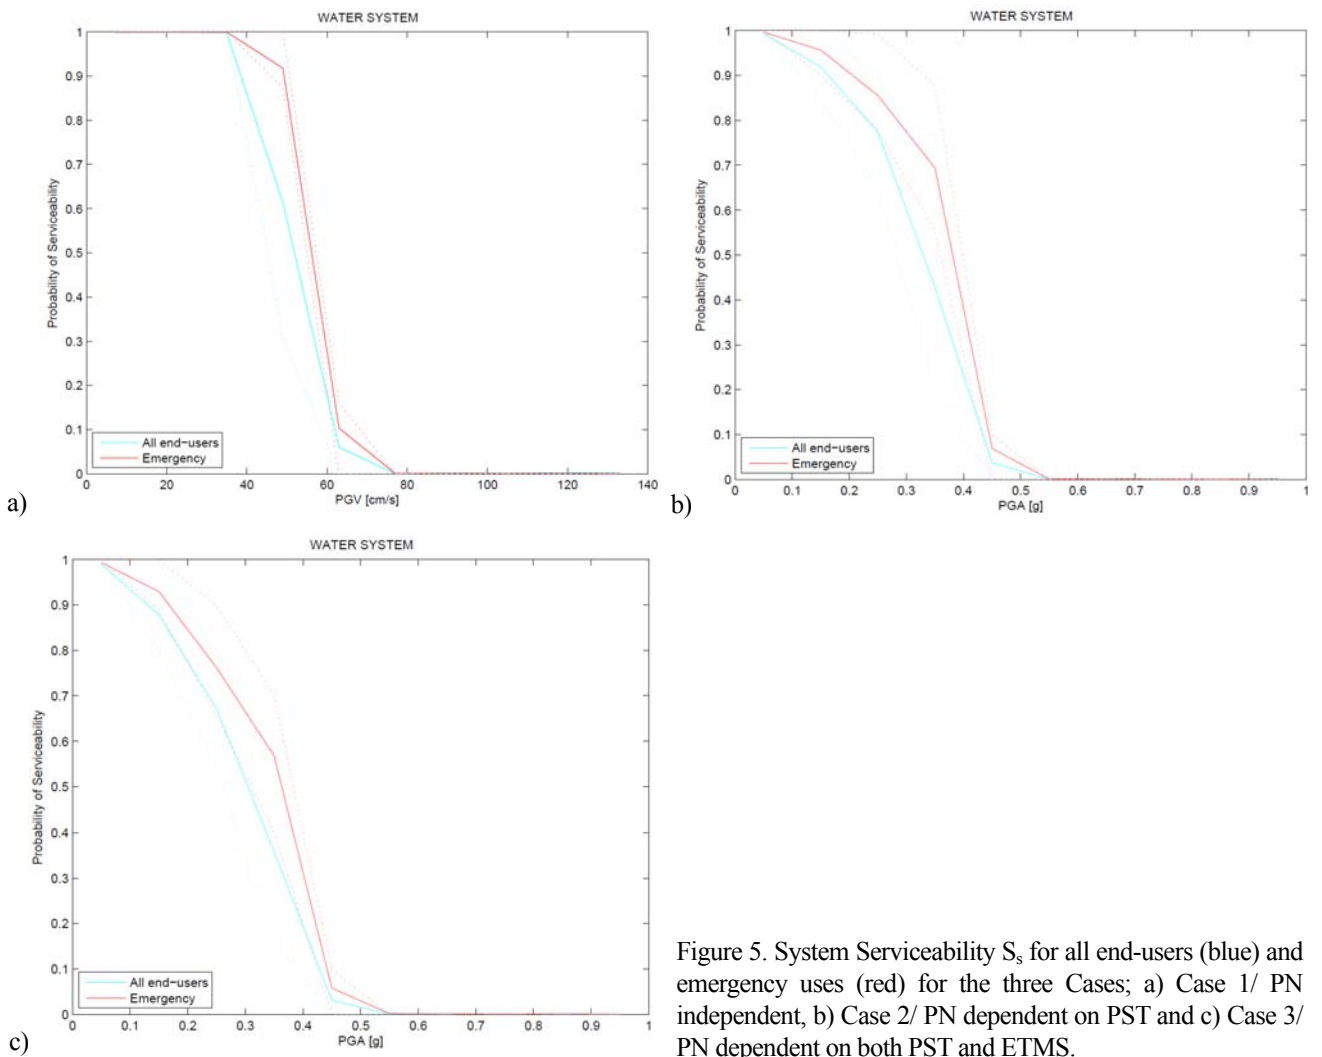 WATER SYSTEM
1
0.9
0.8
0.7
0.6
0.5
0.4
0.3
0.2
0.1
0
Probability of Serviceability
All end−users
Emergency
0 20 40 60 80 100 120 140
PGV [cm/s]
a)
WATER SYSTEM
1
0.9
0.8
0.7
0.6
0.5
0.4
0.3
0.2
0.1
0
Probability of Serviceability
All end−users
Emergency
0 0.1 0.2 0.3 0.4 0.5 0.6 0.7 0.8 0.9 1
PGA [g]
b)
WATER SYSTEM
1
0.9
0.8
0.7
0.6
0.5
0.4
0.3
0.2
0.1
0
Probability of Serviceability
All end−users
Emergency
0 0.1 0.2 0.3 0.4 0.5 0.6 0.7 0.8 0.9 1
PGA [g]
c)
Figure 5. System Serviceability Ss for all end-users (blue) and
emergency uses (red) for the three Cases; a) Case 1/ PN
independent, b) Case 2/ PN dependent on PST and c) Case 3/
PN dependent on both PST and ETMS.